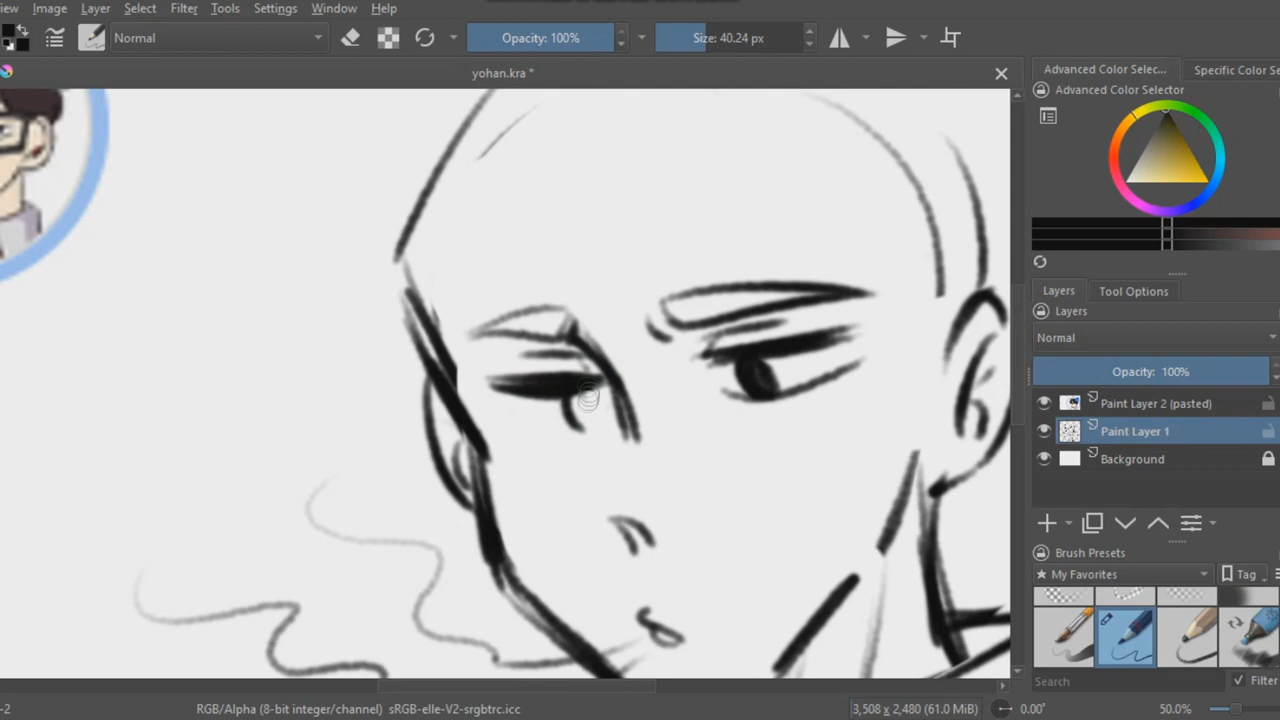 iew Image Layer Select Filter Tools Settings Window Help
Normal Opacity: 100% Size: 40.24 px
yohan.kra *
Advanced Color Selec... Specific Color Se
Advanced Color Selector
Layers Tool Options
Layers
Normal
Opacity: 100%
Paint Layer 2 (pasted)
Paint Layer 1
Background
Brush Presets
★ My Favorites Tag
Search Filter
-2 RGB/Alpha (8-bit integer/channel) sRGB-elle-V2-srgbtrc.icc 3,508 x 2,480 (61.0 MiB) 0.00° 50.0%